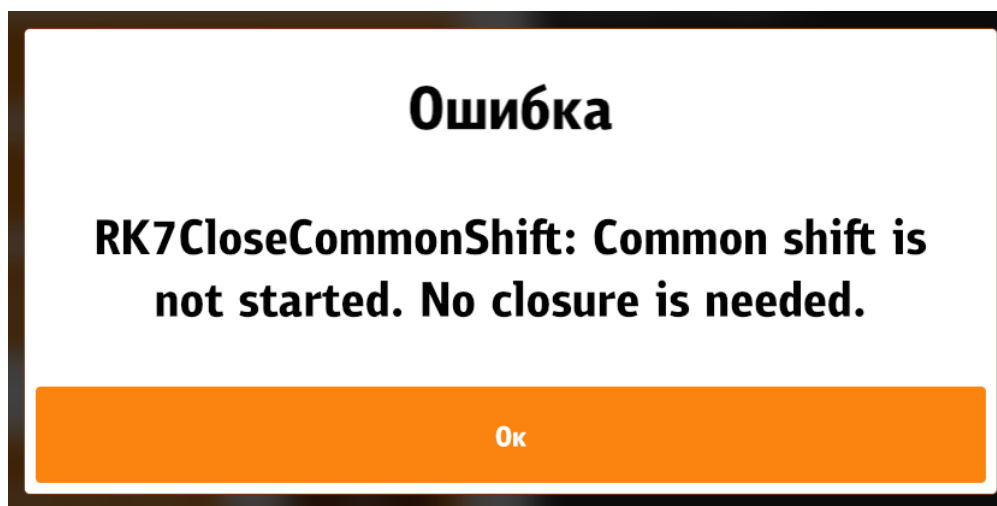 Ошибка
RK7CloseCommonShift: Common shift is
not started. No closure is needed.
Ок